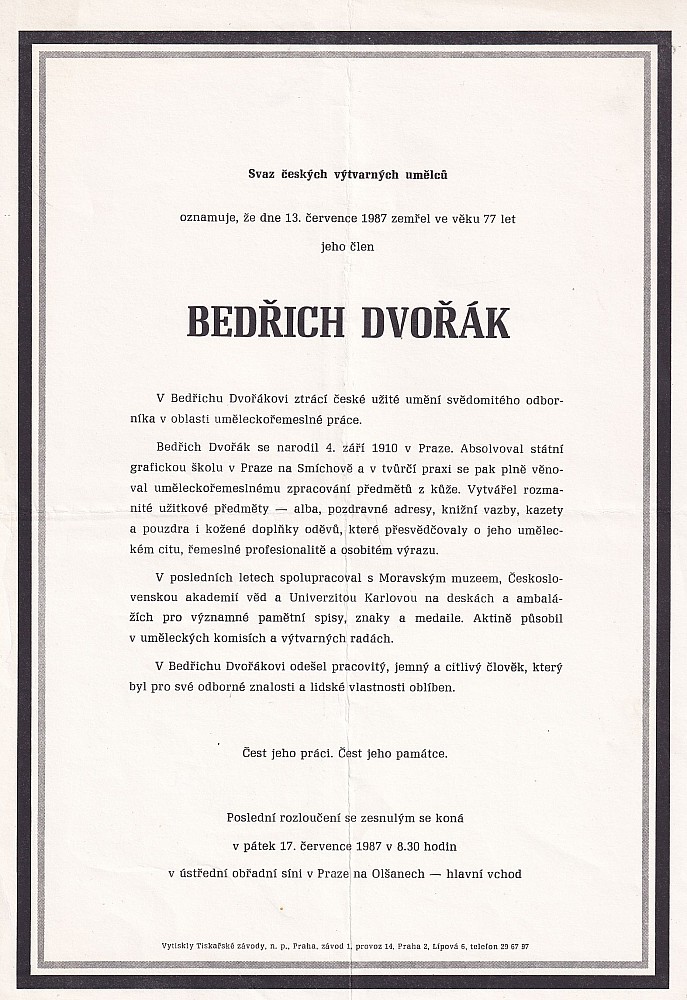 Svaz českých výtvarných umělců
oznamuje, že dne 13. července 1987 zemřel ve věku 77 let
jeho člen
BEDŘICH DVOŘÁK
V Bedřichu Dvořákovi ztrácí české užité umění svědomitého odbor-
níka v oblasti uměleckořemeslné práce.
Bedřich Dvořák se narodil 4. září 1910 v Praze. Absolvoval státní
grafickou školu v Praze na Smíchově a v tvůrčí praxi se pak plně věno-
val uměleckořemeslnému zpracování předmětů z kůže. Vytvářel rozma-
nité užitkové předměty — alba, pozdravné adresy, knižní vazby, kazety
a pouzdra i kožené doplňky oděvů, které přesvědčovaly o jeho umělec-
kém citu, řemeslné profesionalitě a osobitém výrazu.
V posledních letech spolupracoval s Moravským muzeem, Českoslo-
venskou akademií věd a Univerzitou Karlovou na deskách a ambalá-
žích pro významné pamětní spisy, znaky a medaile. Aktině působil
v uměleckých komisích a výtvarných radách.
V Bedřichu Dvořákovi odešel pracovitý, jemný a citlivý člověk, který
byl pro své odborné znalosti a lidské vlastnosti oblíben.
Čest jeho práci. Čest jeho památce.
Poslední rozloučení se zesnulým se koná
v pátek 17. července 1987 v 8.30 hodin
v ústřední obřadní síni v Praze na Olšanech — hlavní vchod
Vytiskly Tiskařské závody, n. p., Praha, závod 1, provoz 14, Praha 2, Lípová 6, telefon 29 67 97